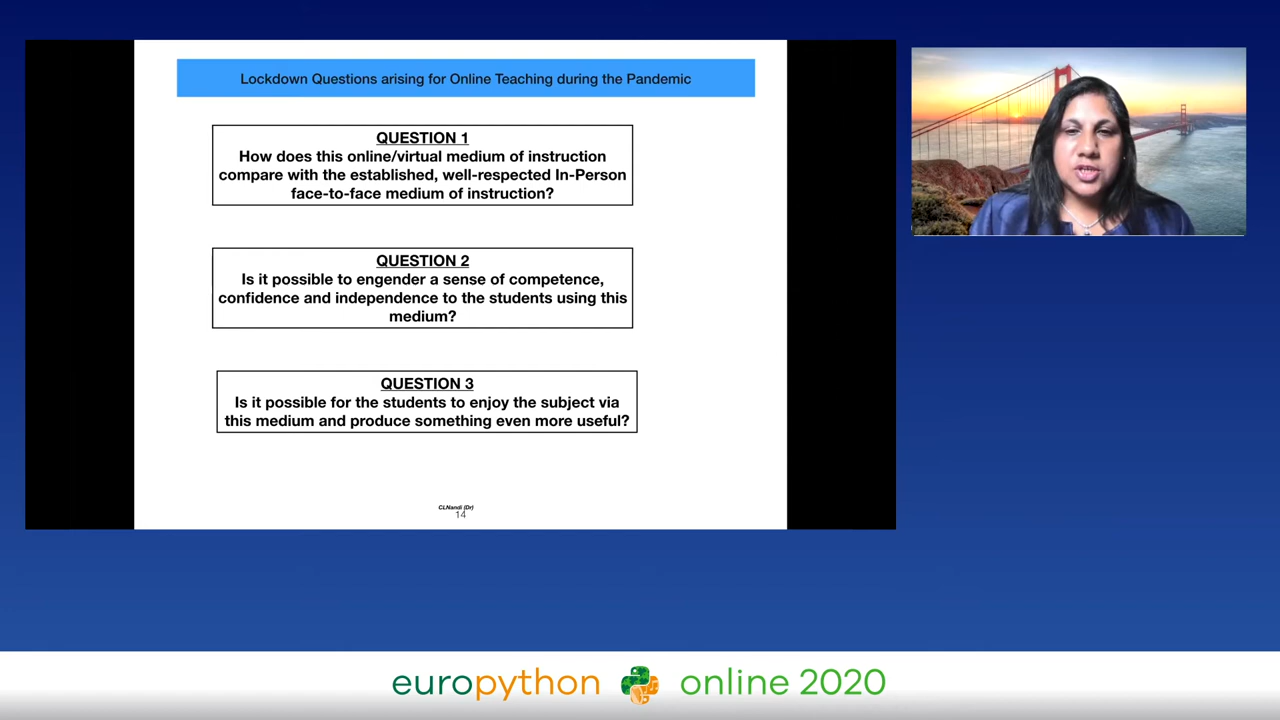 Lockdown Questions arising for Online Teaching during the Pandemic
QUESTION 1
How does this online/virtual medium of instruction
compare with the established, well-respected In-Person
face-to-face medium of instruction?
QUESTION 2
Is it possible to engender a sense of competence,
confidence and independence to the students using this
medium?
QUESTION 3
Is it possible for the students to enjoy the subject via
this medium and produce something even more useful?
CLNandi (Dr)
14
europython online 2020